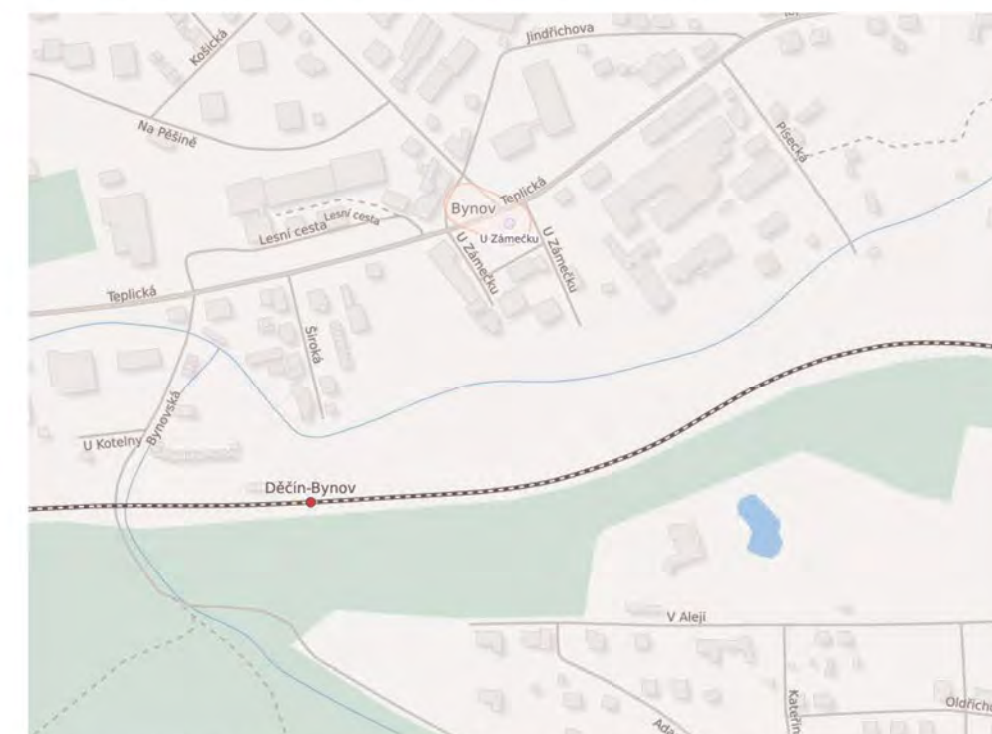 Jindřichova
Košická
Na Pěšině
Písecká
Teplická
Bynov
Lesní cesta
Lesní cesta
U Zámečku
U Zámečku
U Zámečku
Teplická
Široká
Bynovská
U Kotelny
Děčín-Bynov
V Aleji